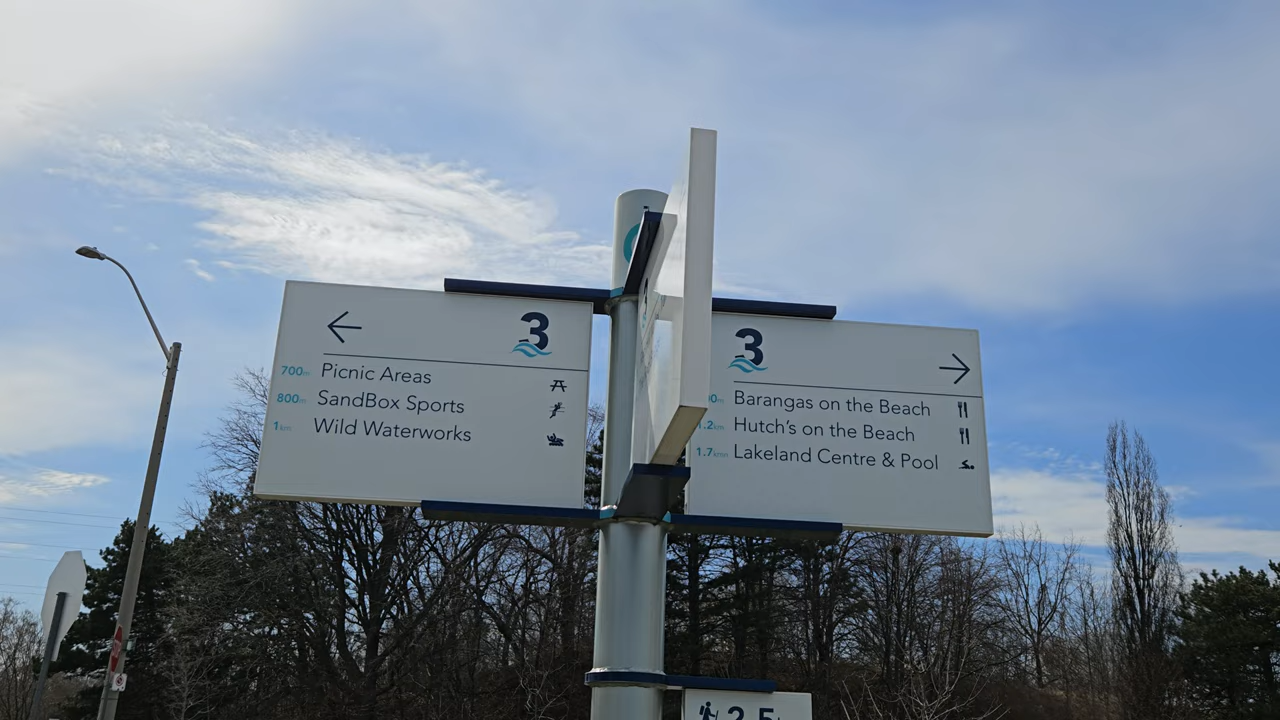 3
700m Picnic Areas
800m SandBox Sports
1km Wild Waterworks
3
Barangas on the Beach
Hutch's on the Beach
1.7km Lakeland Centre & Pool